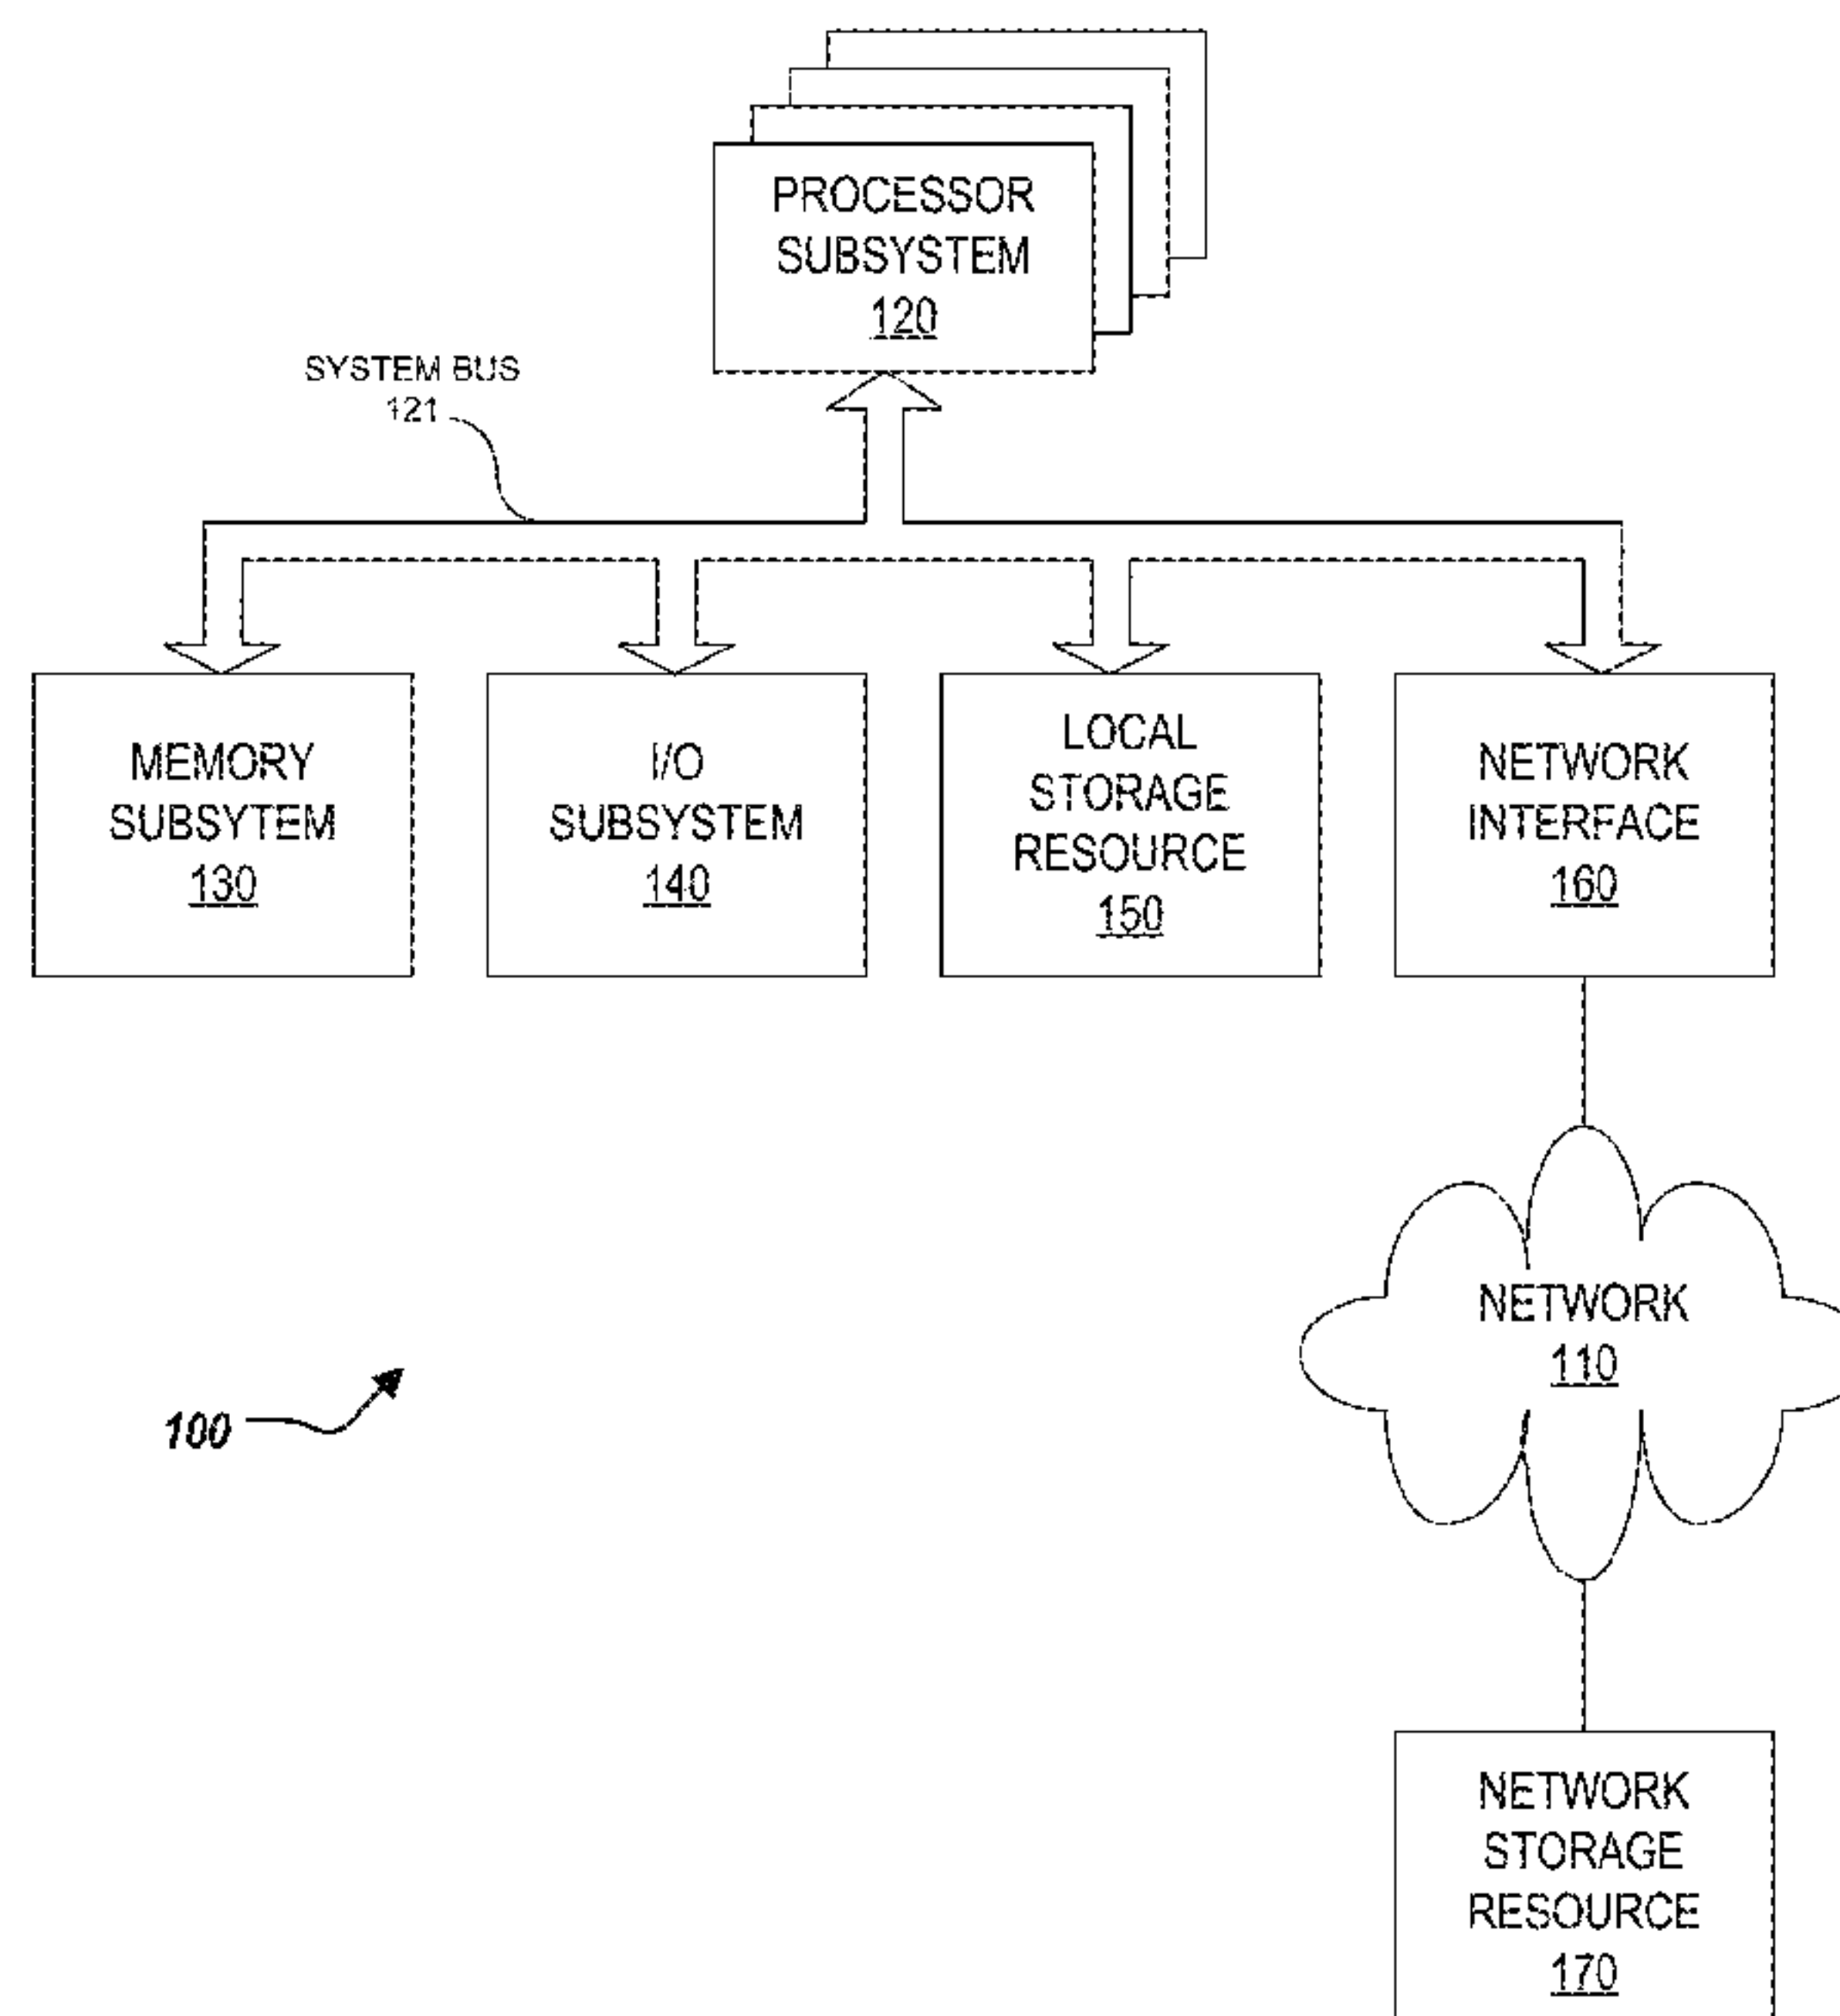 PROCESSOR
SUBSYSTEM
120
SYSTEM BUS
121
MEMORY
SUBSYTEM
130
I/O
SUBSYSTEM
140
LOCAL
STORAGE
RESOURCE
150
NETWORK
INTERFACE
160
NETWORK
110
100
NETWORK
STORAGE
RESOURCE
170